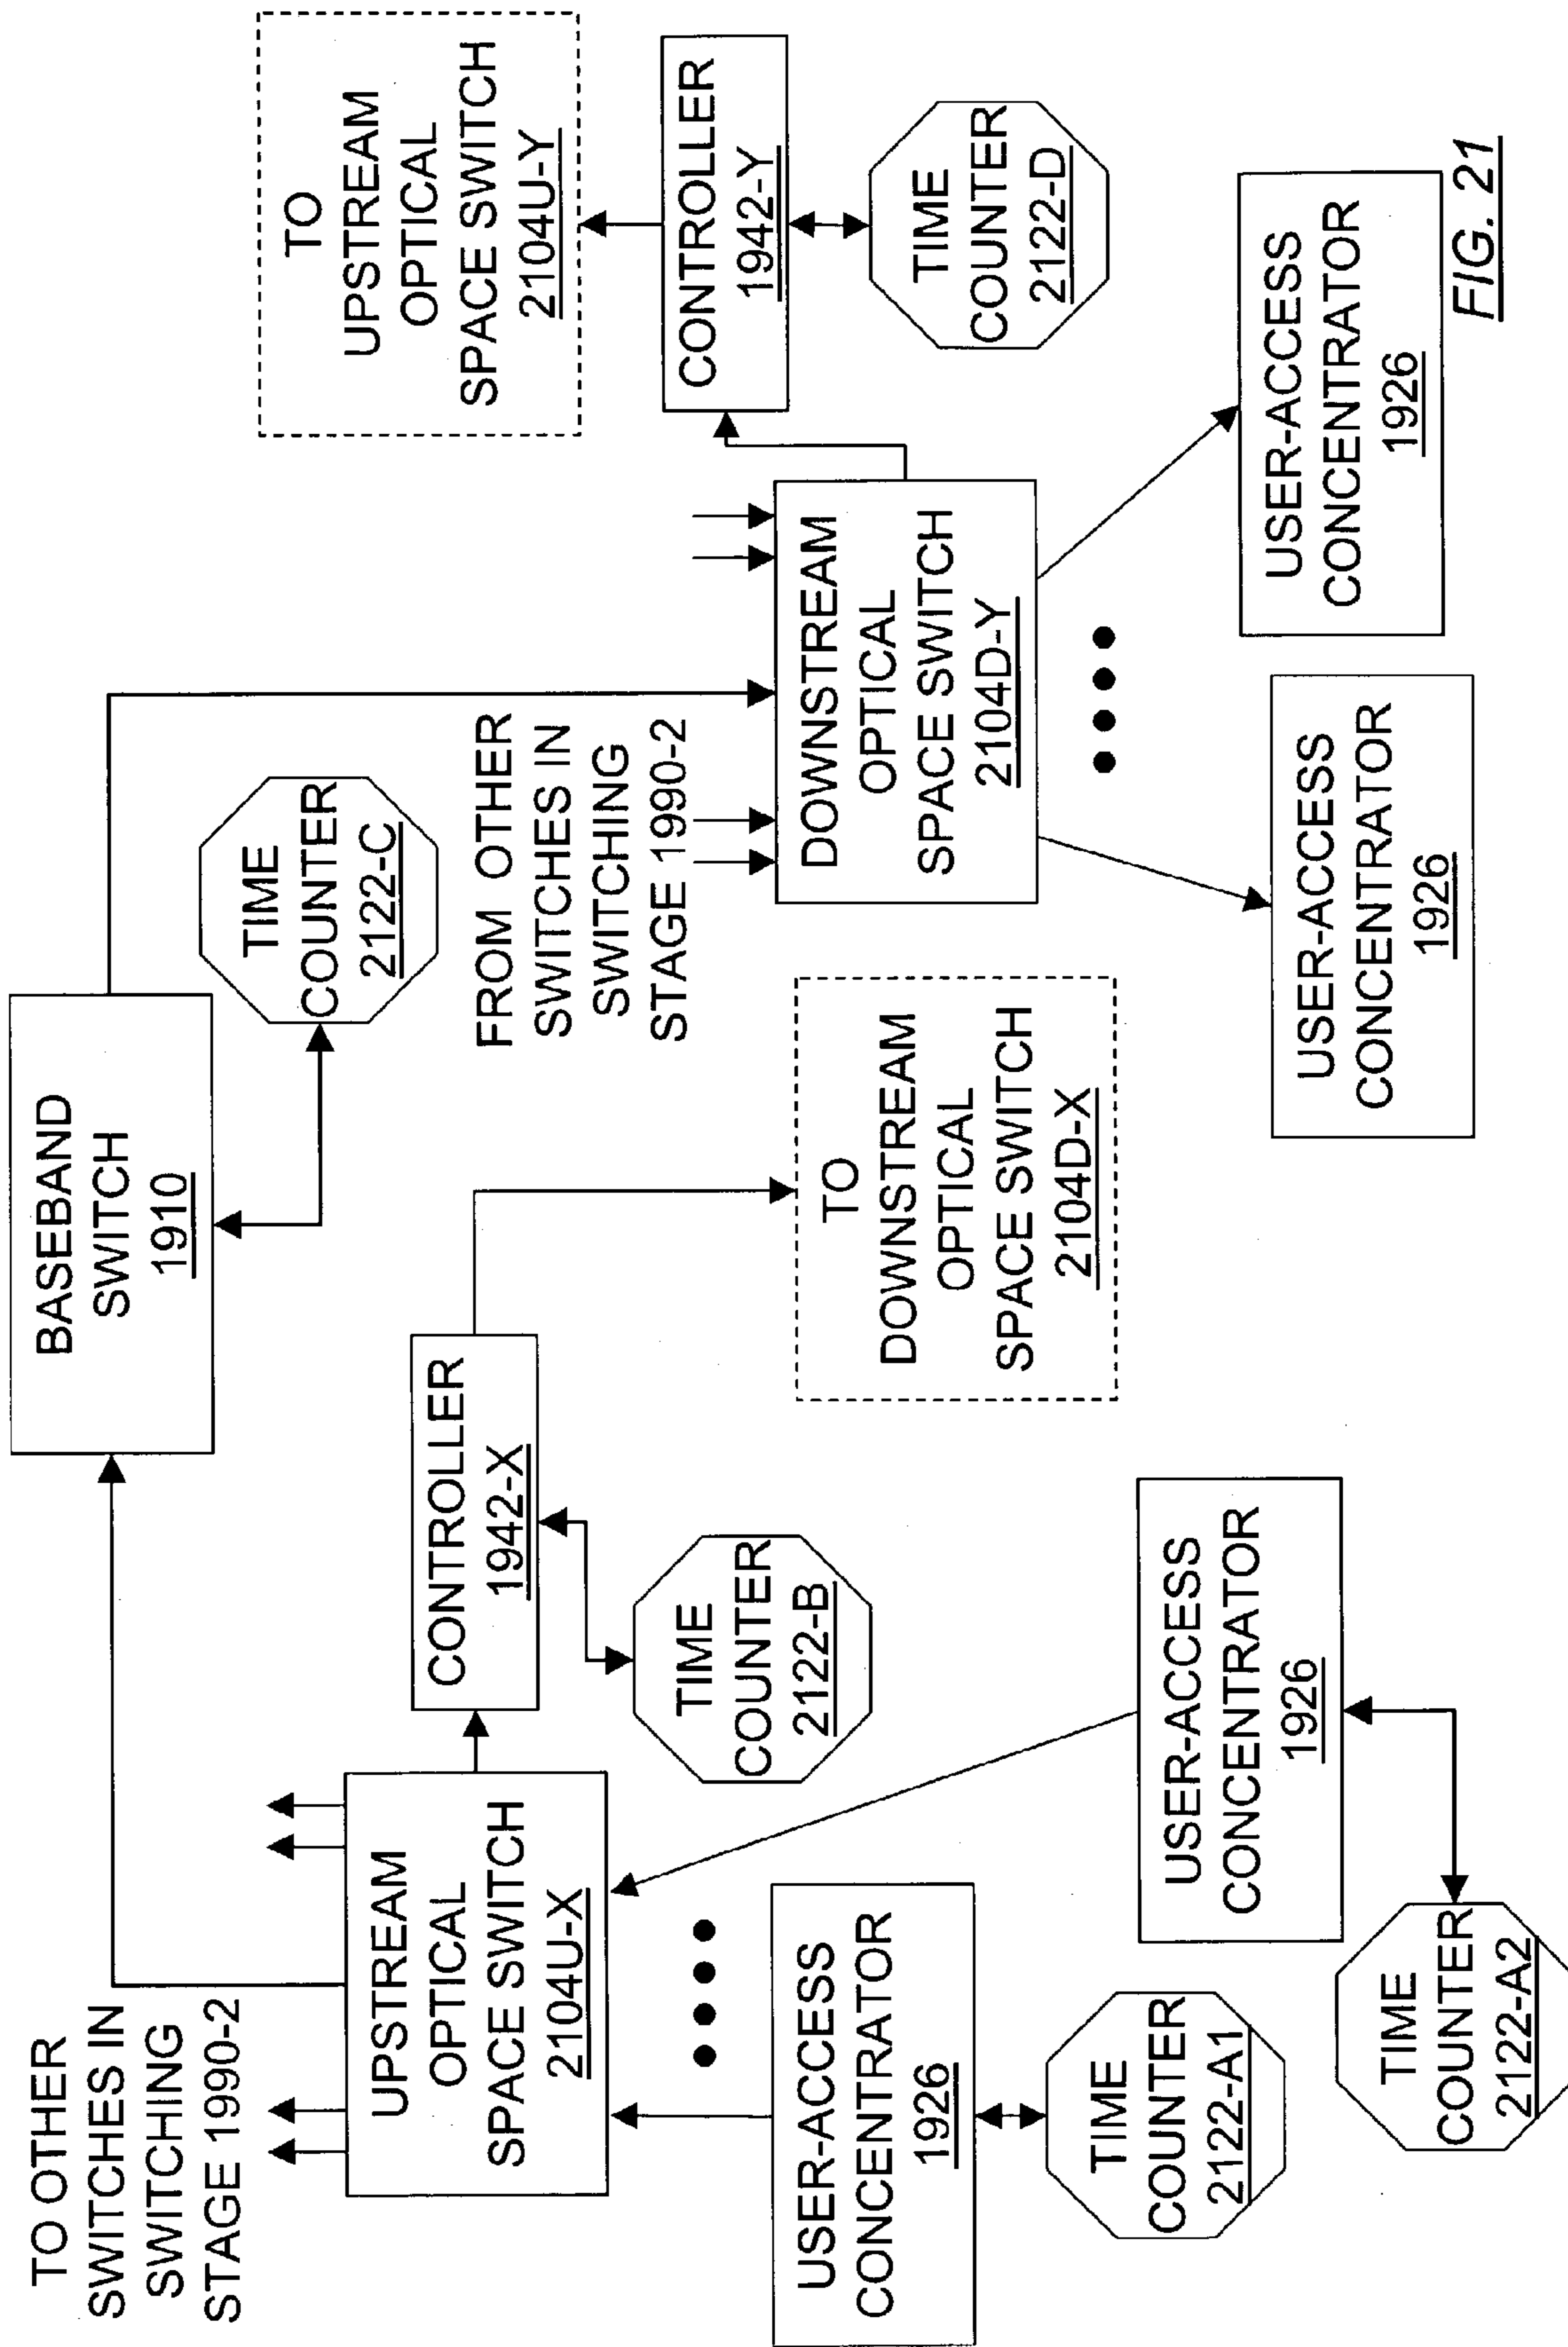 TO OTHER
SWITCHES IN
SWITCHING
STAGE 1990-2
BASEBAND
SWITCH
1910
TIME
COUNTER
2122-C
TO
UPSTREAM
OPTICAL
SPACE SWITCH
2104U-Y
UPSTREAM
OPTICAL
SPACE SWITCH
2104U-X
CONTROLLER
1942-X
FROM OTHER
SWITCHES IN
SWITCHING
STAGE 1990-2
CONTROLLER
1942-Y
TIME
COUNTER
2122-B
TO
DOWNSTREAM
OPTICAL
SPACE SWITCH
2104D-X
DOWNSTREAM
OPTICAL
SPACE SWITCH
2104D-Y
TIME
COUNTER
2122-D
USER-ACCESS
CONCENTRATOR
1926
TIME
COUNTER
2122-A1
USER-ACCESS
CONCENTRATOR
1926
TIME
COUNTER
2122-A2
USER-ACCESS
CONCENTRATOR
1926
USER-ACCESS
CONCENTRATOR
1926
FIG. 21